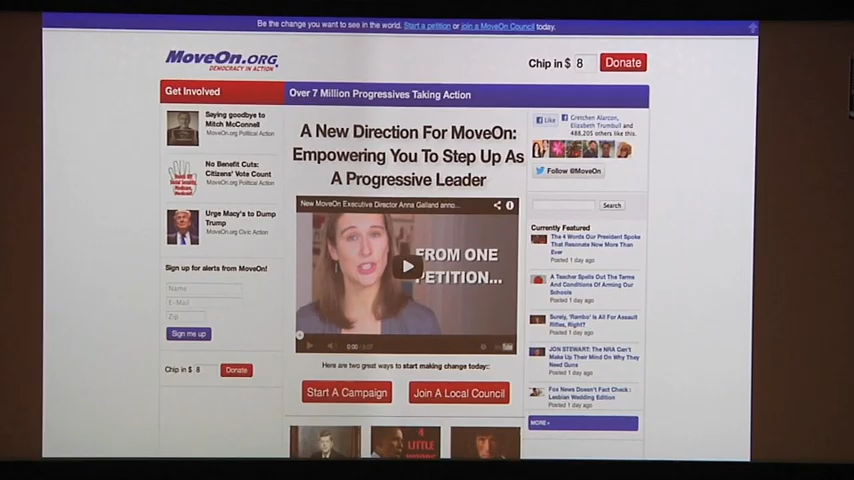 Be the change you want to see in the world. Start a petition or join a MoveOn Council today.
MoveOn.ORG
DEMOCRACY IN ACTION
Chip in $ 8 Donate
Get Involved
Over 7 Million Progressives Taking Action
Saying goodbye to
Mitch McConnell
MoveOn.org Political Action
No Benefit Cuts:
Citizens' Vote Count
MoveOn.org Political Action
Urge Macy's to Dump
Trump
MoveOn.org Civic Action
Sign up for alerts from MoveOn!
Name
E-Mail
Zip
Sign me up
Chip in $ 8 Donate
A New Direction For MoveOn:
Empowering You To Step Up As
A Progressive Leader
New MoveOn Executive Director Anna Galland anno...
FROM ONE
PETITION...
0:00
Here are two great ways to start making change today:
Start A Campaign
Join A Local Council
4
LITTLE
Like
Gretchen Alarcon,
Elizabeth Trumbull and
488,205 others like this.
Follow @MoveOn
Search
Currently Featured
The 4 Words Our President Spoke
That Resonate Now More Than
Ever
Posted 1 day ago
A Teacher Spells Out The Terms
And Conditions Of Arming Our
Schools
Posted 1 day ago
Surely, 'Rambo' Is All For Assault
Rifles, Right?
Posted 1 day ago
JON STEWART: The NRA Can't
Make Up Their Mind On Why They
Need Guns
Posted 1 day ago
Fox News Doesn't Fact Check:
Lesbian Wedding Edition
Posted 1 day ago
MORE»